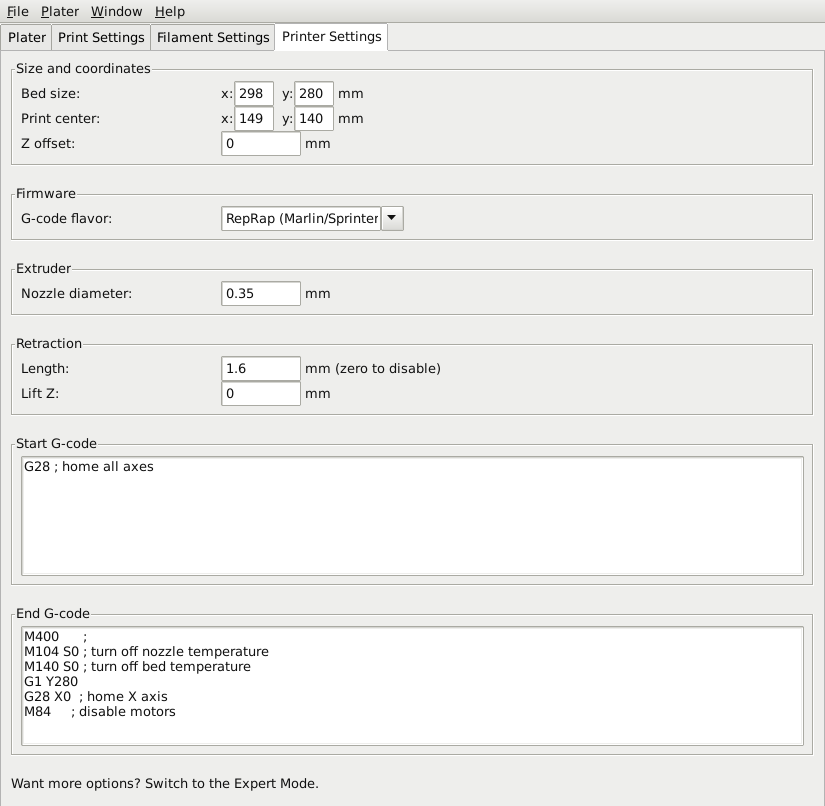 File Plater Window Help
Plater Print Settings Filament Settings Printer Settings
Size and coordinates
Bed size: x: 298 y: 280 mm
Print center: x: 149 y: 140 mm
Z offset: 0 mm
Firmware
G-code flavor: RepRap (Marlin/Sprinter
Extruder
Nozzle diameter: 0.35 mm
Retraction
Length: 1.6 mm (zero to disable)
Lift Z: 0 mm
Start G-code
G28 ; home all axes
End G-code
M400 ;
M104 S0 ; turn off nozzle temperature
M140 S0 ; turn off bed temperature
G1 Y280
G28 X0 ; home X axis
M84 ; disable motors
Want more options? Switch to the Expert Mode.